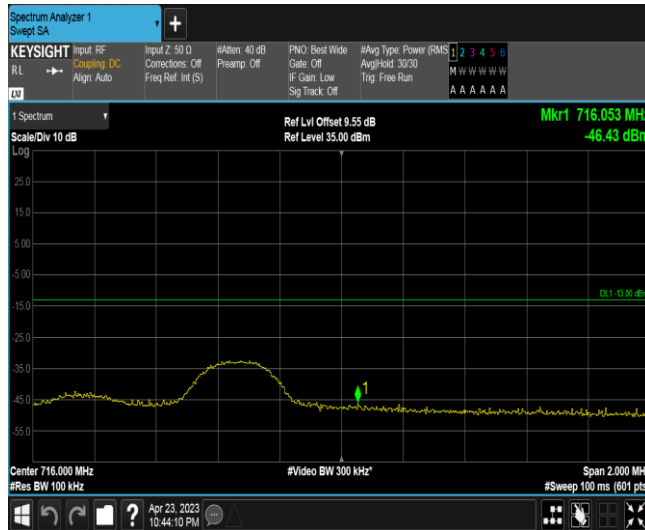 Spectrum Analyzer 1
Swept SA
+
KEYSIGHT Input: RF Input Z: 50 Ω #Atten: 40 dB PNO: Best Wide #Avg Type: Power (RMS 1 2 3 4 5 6
RL Coupling: DC Corrections: Off Preamp: Off Gate: Off Avg|Hold: 30/30 M W W W W W
Align: Auto Freq Ref: Int (S) IF Gain: Low Trig: Free Run
LXI Sig Track: Off A A A A A A
1 Spectrum Ref Lvl Offset 9.55 dB Mkr1 716.053 MH
Scale/Div 10 dB Ref Level 35.00 dBm -46.43 dBm
Log
25.0
15.0
5.00
-5.00
DL1 -13.00 dB
-15.0
-25.0
-35.0
1
-45.0
-55.0
Center 716.000 MHz #Video BW 300 kHz* Span 2.000 MH
#Res BW 100 kHz #Sweep 100 ms (601 pts
? Apr 23, 2023
10:44:10 PM